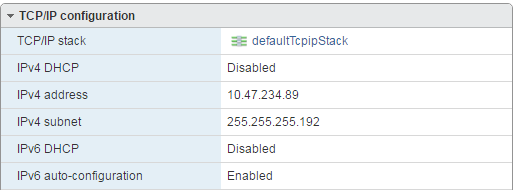 TCP/IP configuration
TCP/IP stack defaultTcpipStack
IPv4 DHCP Disabled
IPv4 address 10.47.234.89
IPv4 subnet 255.255.255.192
IPv6 DHCP Disabled
IPv6 auto-configuration Enabled